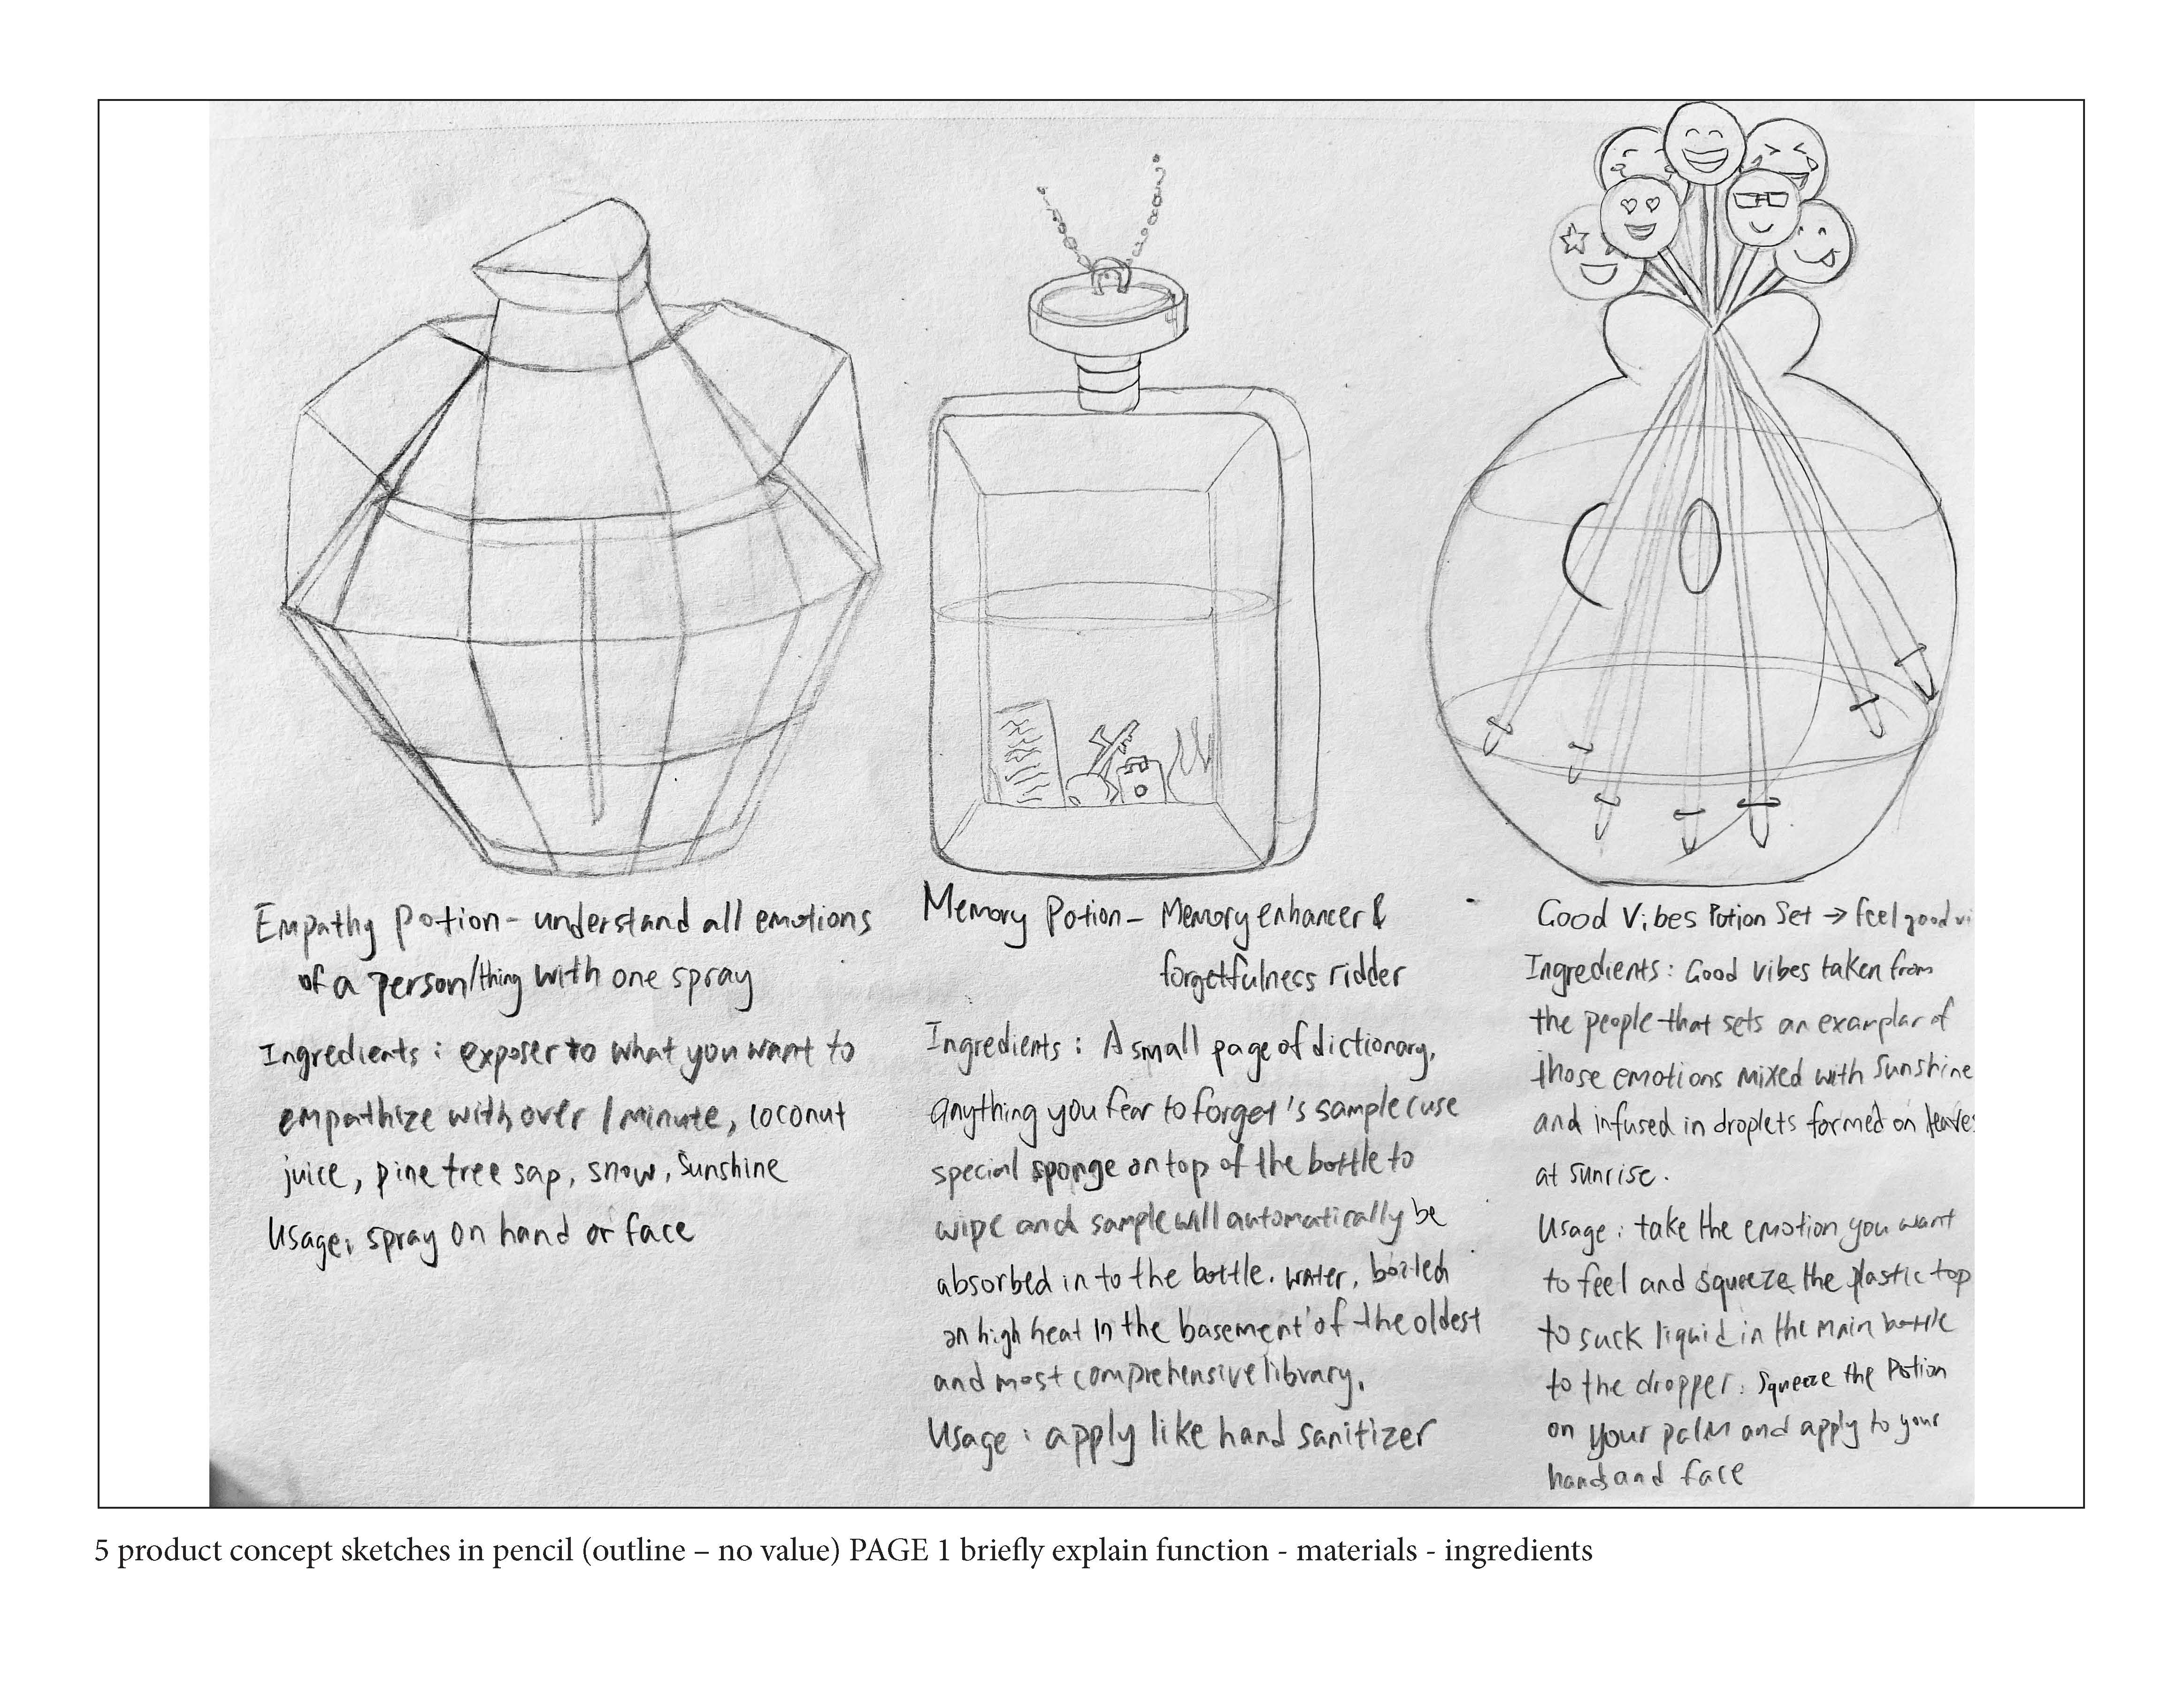 Empathy Potion - understand all emotions
of a person/thing with one spray
Ingredients : exposer to what you want to
empathize with over 1 minute, coconut
juice, pine tree sap, snow, sunshine
Usage: spray on hand or face
Memory Potion - Memory enhancer &
forgetfulness ridder
Ingredients : A small page of dictionary,
anything you fear to forget's sample (use
special sponge on top of the bottle to
wipe and sample will automatically be
absorbed in to the bottle. water, boiled
on high heat in the basement of the oldest
and most comprehensive library.
Usage : apply like hand sanitizer
Good Vibes Potion Set → feel good vi
Ingredients : Good vibes taken from
the people that sets an examplar of
those emotions mixed with sunshine
and infused in droplets formed on leaves
at sunrise.
Usage : take the emotion you want
to feel and squeeze the plastic top
to suck liquid in the main bottle
to the dropper. Squeeze the Potion
on your palm and apply to your
hands and face
5 product concept sketches in pencil (outline – no value) PAGE 1 briefly explain function - materials - ingredients